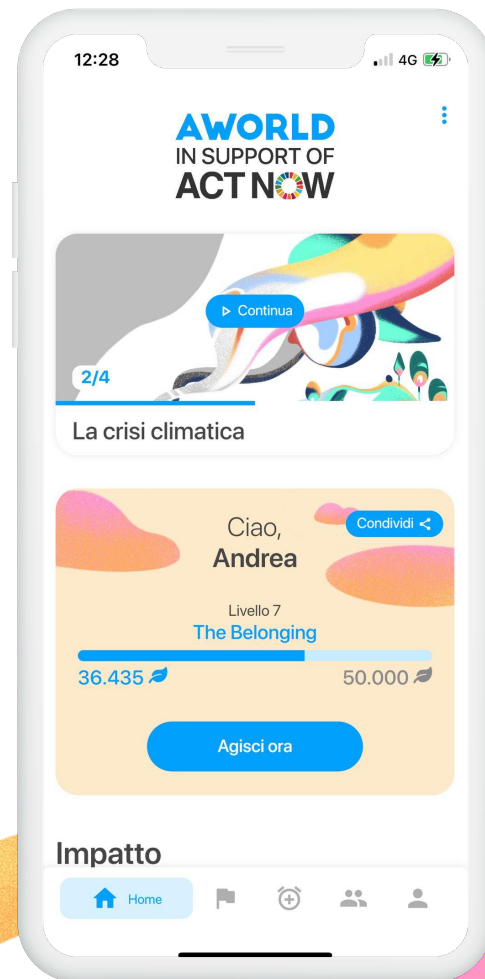 12:28
4G
AWORLD
IN SUPPORT OF
ACT NOW
Continua
2/4
La crisi climatica
Condividi
Ciao,
Andrea
Livello 7
The Belonging
36.435
50.000
Agisci ora
Impatto
Home